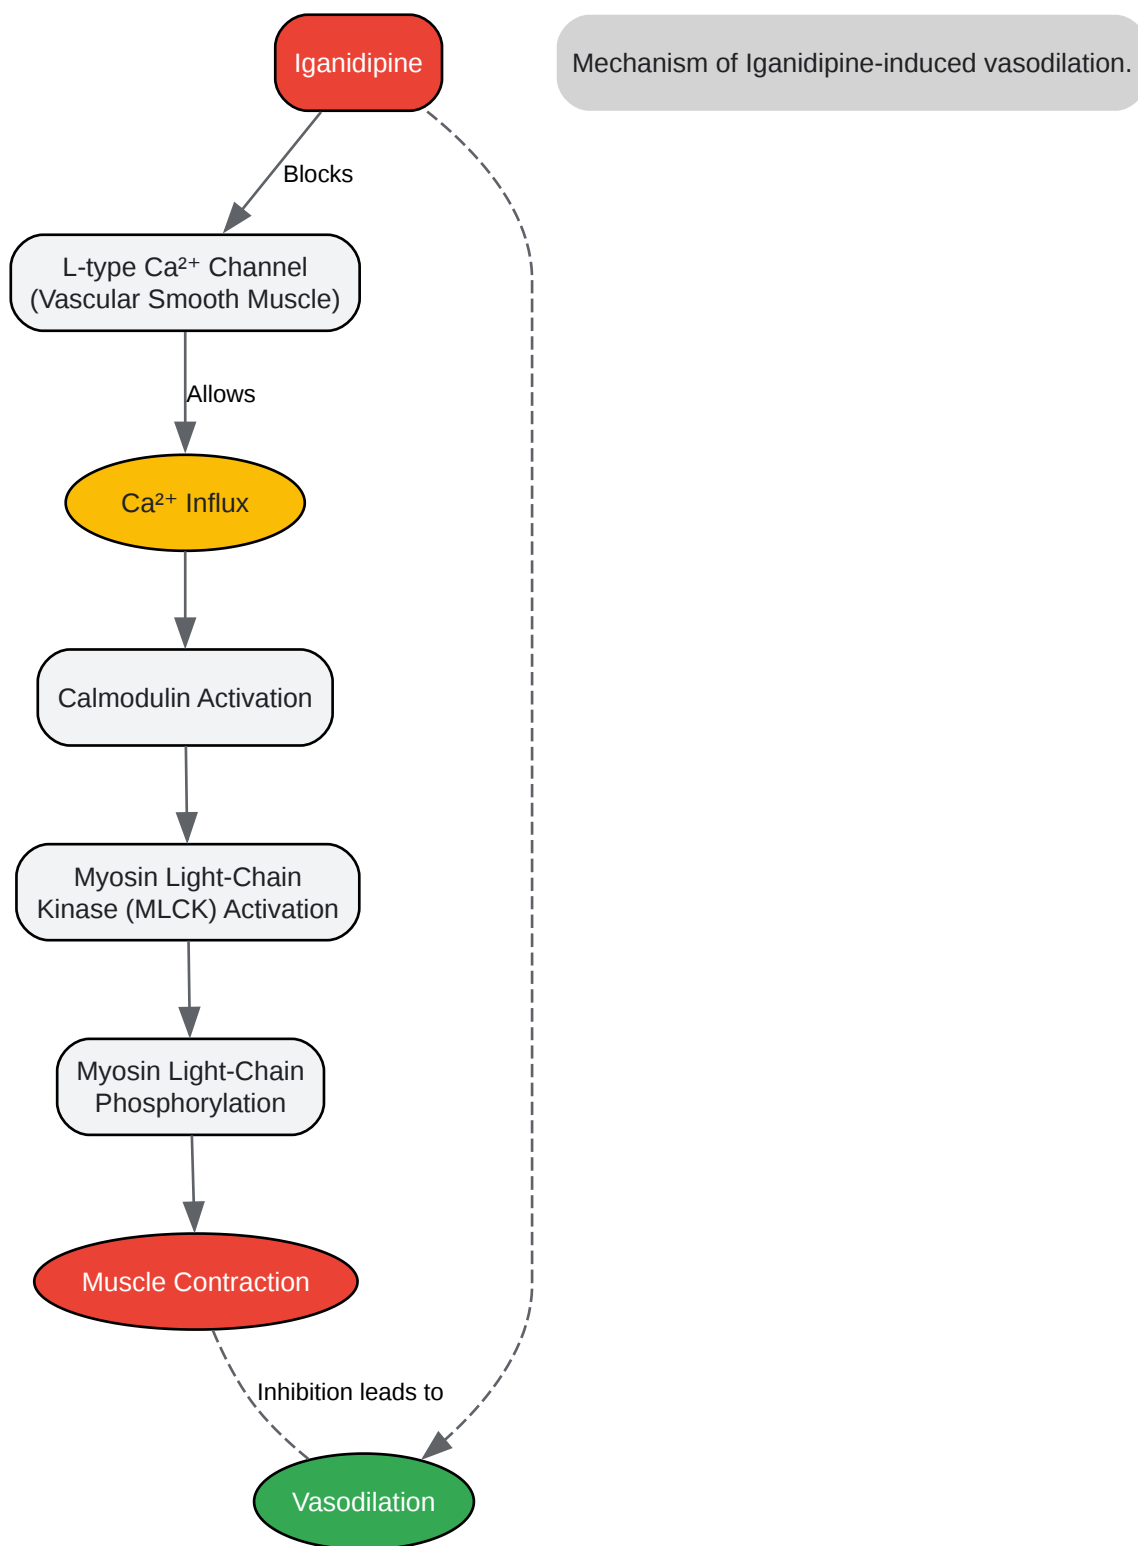 Iganidipine
Mechanism of Iganidipine-induced vasodilation.
Blocks
L-type Ca²⁺ Channel
(Vascular Smooth Muscle)
Allows
Ca²⁺ Influx
Calmodulin Activation
Myosin Light-Chain
Kinase (MLCK) Activation
Myosin Light-Chain
Phosphorylation
Muscle Contraction
Inhibition leads to
Vasodilation